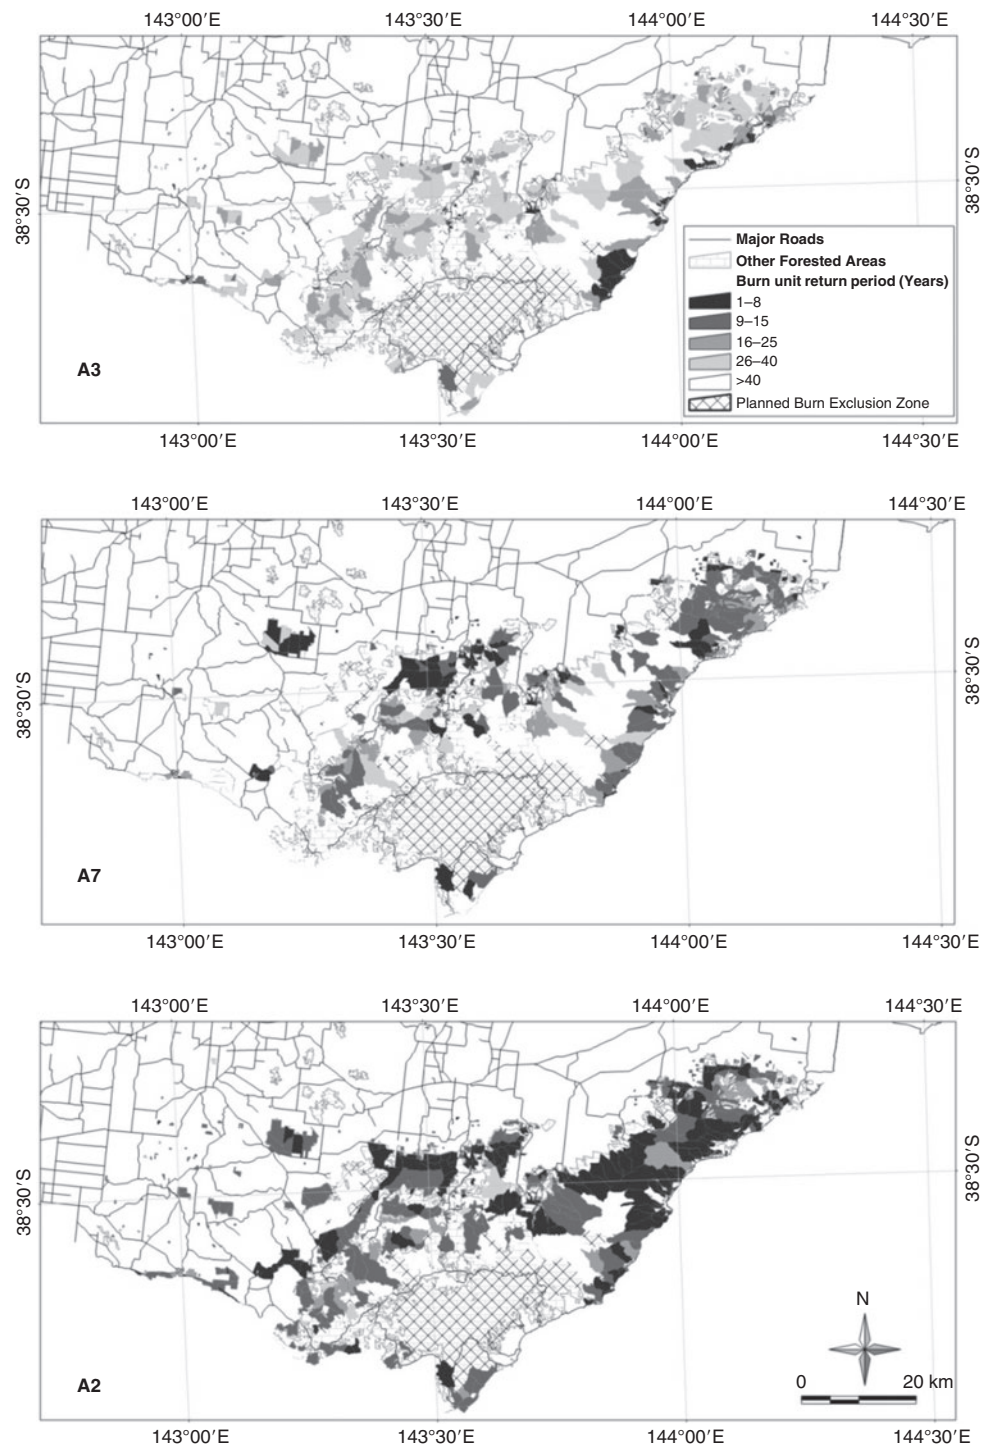 143°00′E 143°30′E 144°00′E 144°30′E
38°30′S
38°30′S
Major Roads
Other Forested Areas
Burn unit return period (Years)
1–8
9–15
16–25
26–40
>40
Planned Burn Exclusion Zone
A3
143°00′E 143°30′E 144°00′E 144°30′E
143°00′E 143°30′E 144°00′E 144°30′E
38°30′S
38°30′S
A7
143°00′E 143°30′E 144°00′E 144°30′E
143°00′E 143°30′E 144°00′E 144°30′E
38°30′S
38°30′S
N
0 20 km
A2
143°00′E 143°30′E 144°00′E 144°30′E